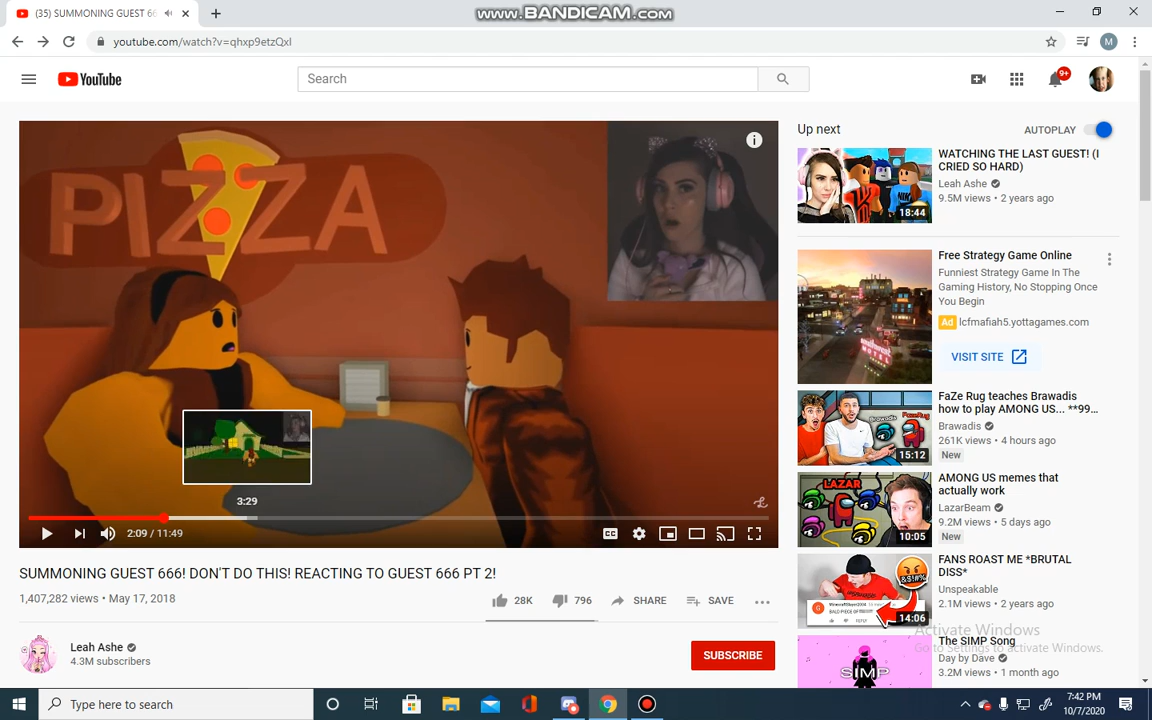 www.BANDICAM.com
(35) SUMMONING GUEST 66
youtube.com/watch?v=qhxp9etzQxI
M
YouTube
Search
9+
PIZZA
i
3:29
2:09 / 11:49
CC
SUMMONING GUEST 666! DON'T DO THIS! REACTING TO GUEST 666 PT 2!
1,407,282 views • May 17, 2018
28K
796
SHARE
SAVE
Leah Ashe
4.3M subscribers
SUBSCRIBE
Up next
AUTOPLAY
18:44
WATCHING THE LAST GUEST! (I
CRIED SO HARD)
Leah Ashe
9.5M views • 2 years ago
Free Strategy Game Online
Funniest Strategy Game In The
Gaming History, No Stopping Once
You Begin
Ad lcfmafiah5.yottagames.com
VISIT SITE
15:12
FaZe Rug teaches Brawadis
how to play AMONG US... **99...
Brawadis
261K views • 4 hours ago
New
LAZAR
10:05
AMONG US memes that
actually work
LazarBeam
9.2M views • 5 days ago
New
14:06
FANS ROAST ME *BRUTAL
DISS*
Unspeakable
2.1M views • 2 years ago
SIMP
The SIMP Song
Day by Dave
3.2M views • 1 month ago
Activate Windows
Go to Settings to activate Windows.
Type here to search
7:42 PM
10/7/2020